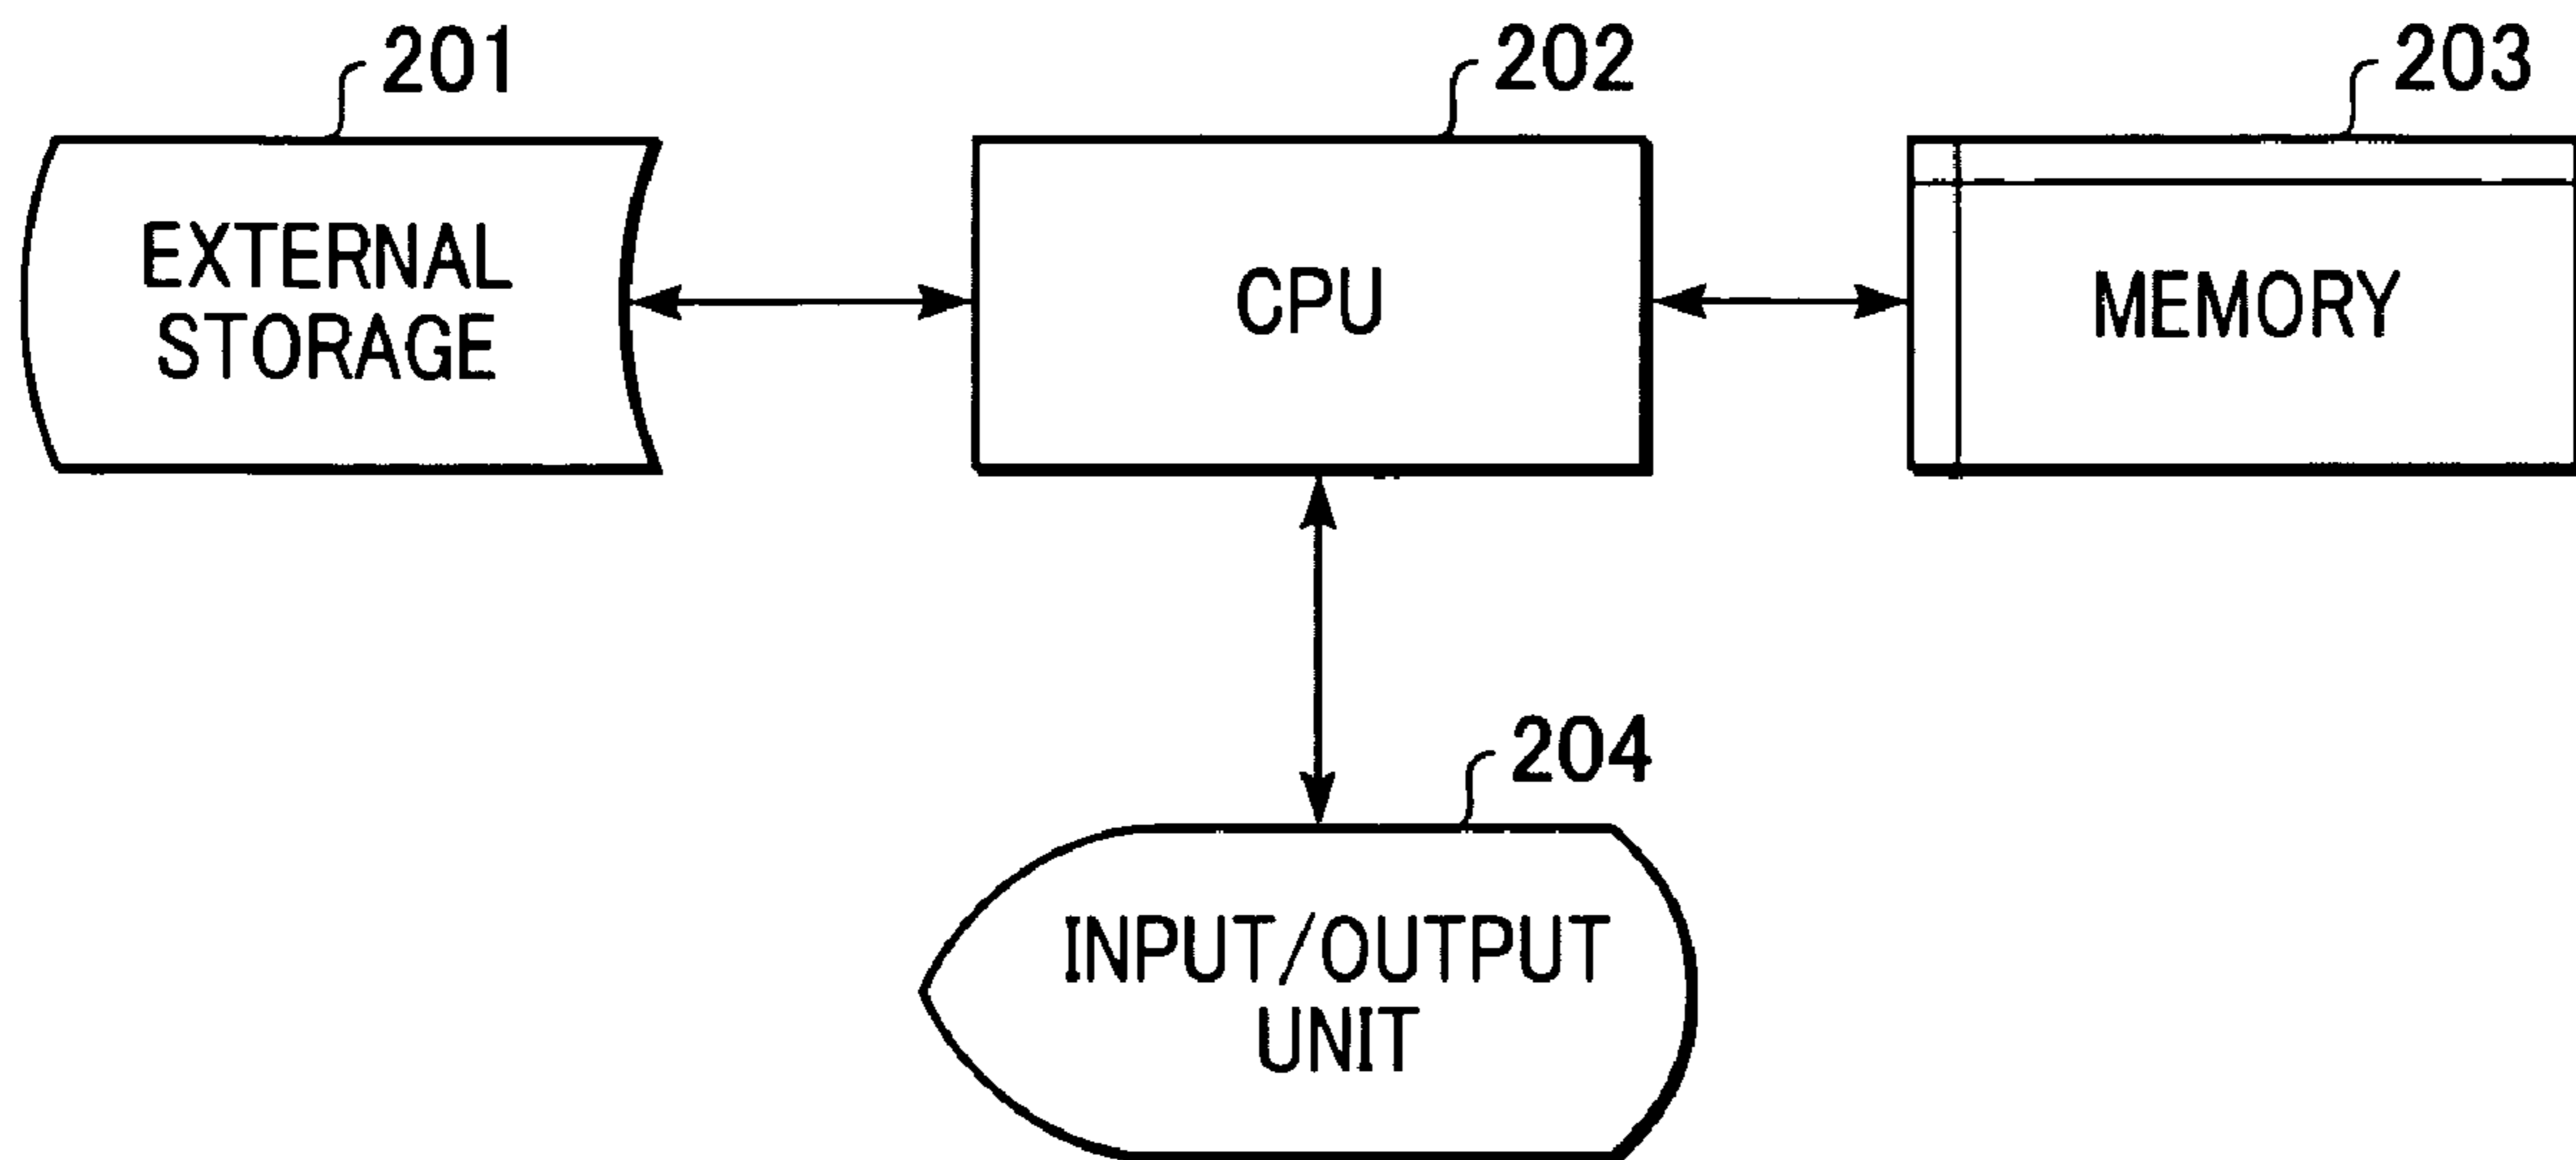 201
202
203
EXTERNAL
STORAGE
CPU
MEMORY
204
INPUT/OUTPUT
UNIT